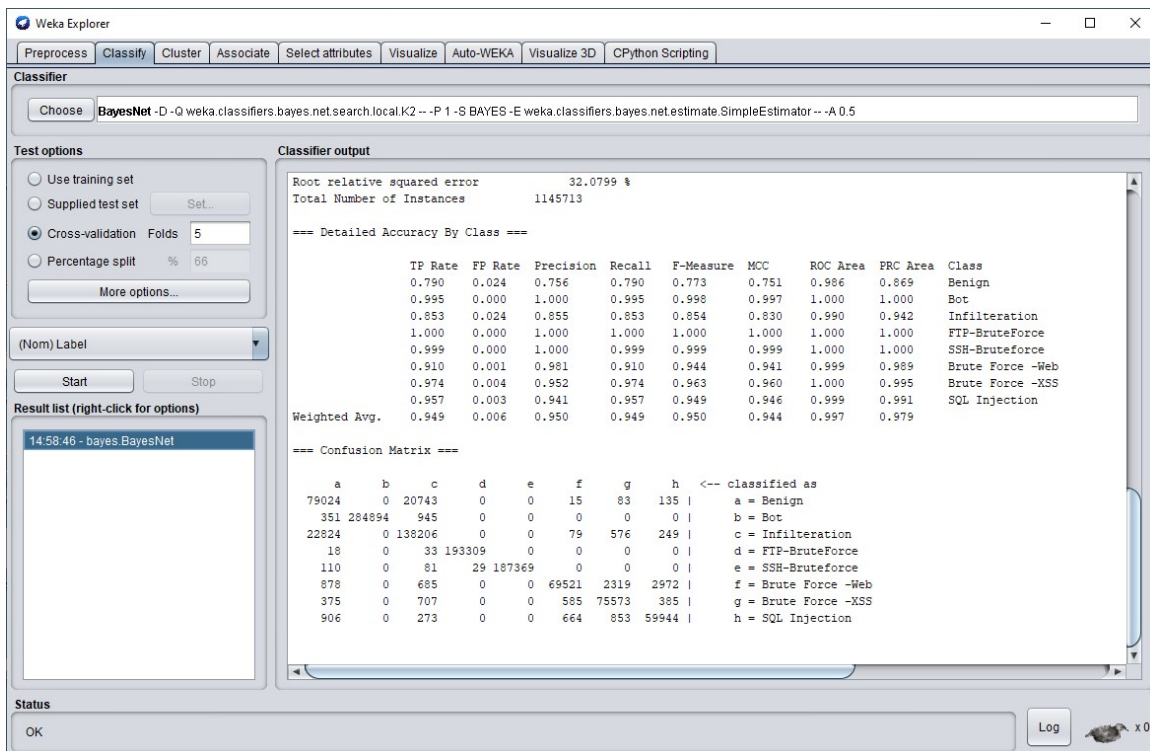 Weka Explorer
Preprocess Classify Cluster Associate Select attributes Visualize Auto-WEKA Visualize 3D CPython Scripting
Classifier
Choose BayesNet -D -Q weka.classifiers.bayes.net.search.local.K2 -- -P 1 -S BAYES -E weka.classifiers.bayes.net.estimate.SimpleEstimator -- -A 0.5
Test options
Use training set
Supplied test set Set...
Cross-validation Folds 5
Percentage split % 66
More options...
(Nom) Label
Start Stop
Result list (right-click for options)
14:58:46 - bayes.BayesNet
Classifier output
Root relative squared error 32.0799 %
Total Number of Instances 1145713
=== Detailed Accuracy By Class ===
TP Rate FP Rate Precision Recall F-Measure MCC ROC Area PRC Area Class
0.790 0.024 0.756 0.790 0.773 0.751 0.986 0.869 Benign
0.995 0.000 1.000 0.995 0.998 0.997 1.000 1.000 Bot
0.853 0.024 0.855 0.853 0.854 0.830 0.990 0.942 Infilteration
1.000 0.000 1.000 1.000 1.000 1.000 1.000 1.000 FTP-BruteForce
0.999 0.000 1.000 0.999 0.999 0.999 1.000 1.000 SSH-Bruteforce
0.910 0.001 0.981 0.910 0.944 0.941 0.999 0.989 Brute Force -Web
0.974 0.004 0.952 0.974 0.963 0.960 1.000 0.995 Brute Force -XSS
0.957 0.003 0.941 0.957 0.949 0.946 0.999 0.991 SQL Injection
Weighted Avg. 0.949 0.006 0.950 0.949 0.950 0.944 0.997 0.979
=== Confusion Matrix ===
a b c d e f g h <-- classified as
79024 0 20743 0 0 15 83 135 | a = Benign
351 284894 945 0 0 0 0 0 | b = Bot
22824 0 138206 0 0 79 576 249 | c = Infilteration
18 0 33 193309 0 0 0 0 | d = FTP-BruteForce
110 0 81 29 187369 0 0 0 | e = SSH-Bruteforce
878 0 685 0 0 69521 2319 2972 | f = Brute Force -Web
375 0 707 0 0 585 75573 385 | g = Brute Force -XSS
906 0 273 0 0 664 853 59944 | h = SQL Injection
Status
OK
Log x 0